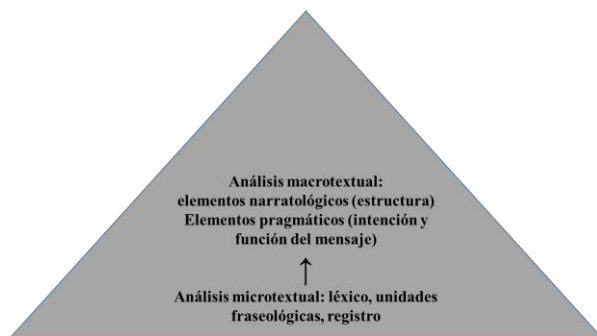 Análisis macrotextual:
elementos narratológicos (estructura)
Elementos pragmáticos (intención y
función del mensaje)
Análisis microtextual: léxico, unidades
fraseológicas, registro